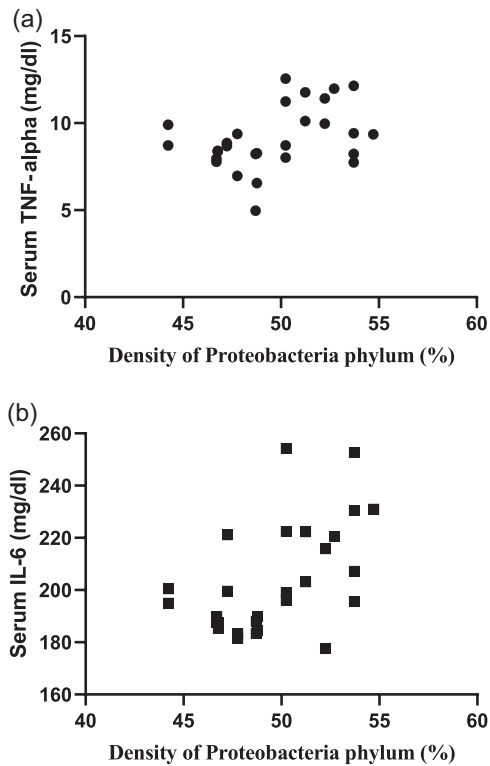 (a)
Serum TNF-alpha (mg/dl)
15
10
5
0
40 45 50 55 60
Density of Proteobacteria phylum (%)
(b)
Serum IL-6 (mg/dl)
260
240
220
200
180
160
40 45 50 55 60
Density of Proteobacteria phylum (%)